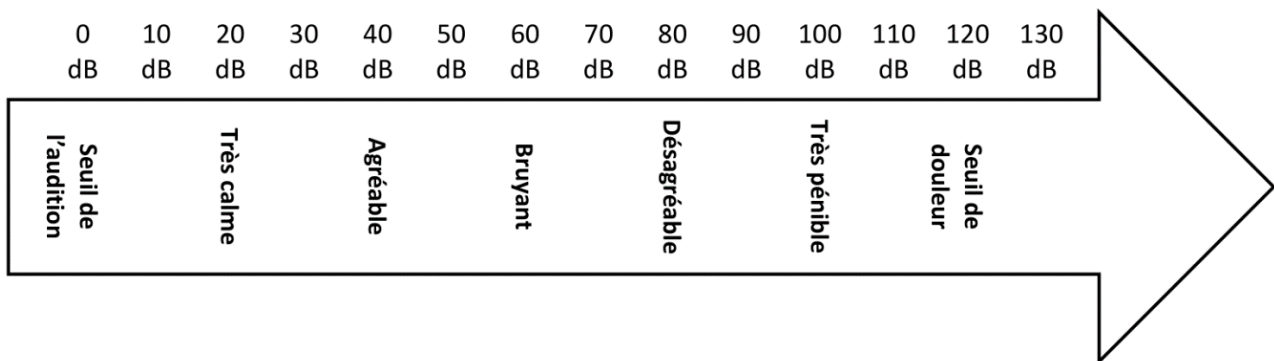 0 10 20 30 40 50 60 70 80 90 100 110 120 130
dB dB dB dB dB dB dB dB dB dB dB dB dB dB
Seuil de
l'audition
Très calme
Agréable
Bruyant
Désagréable
Très pénible
Seuil de
douleur